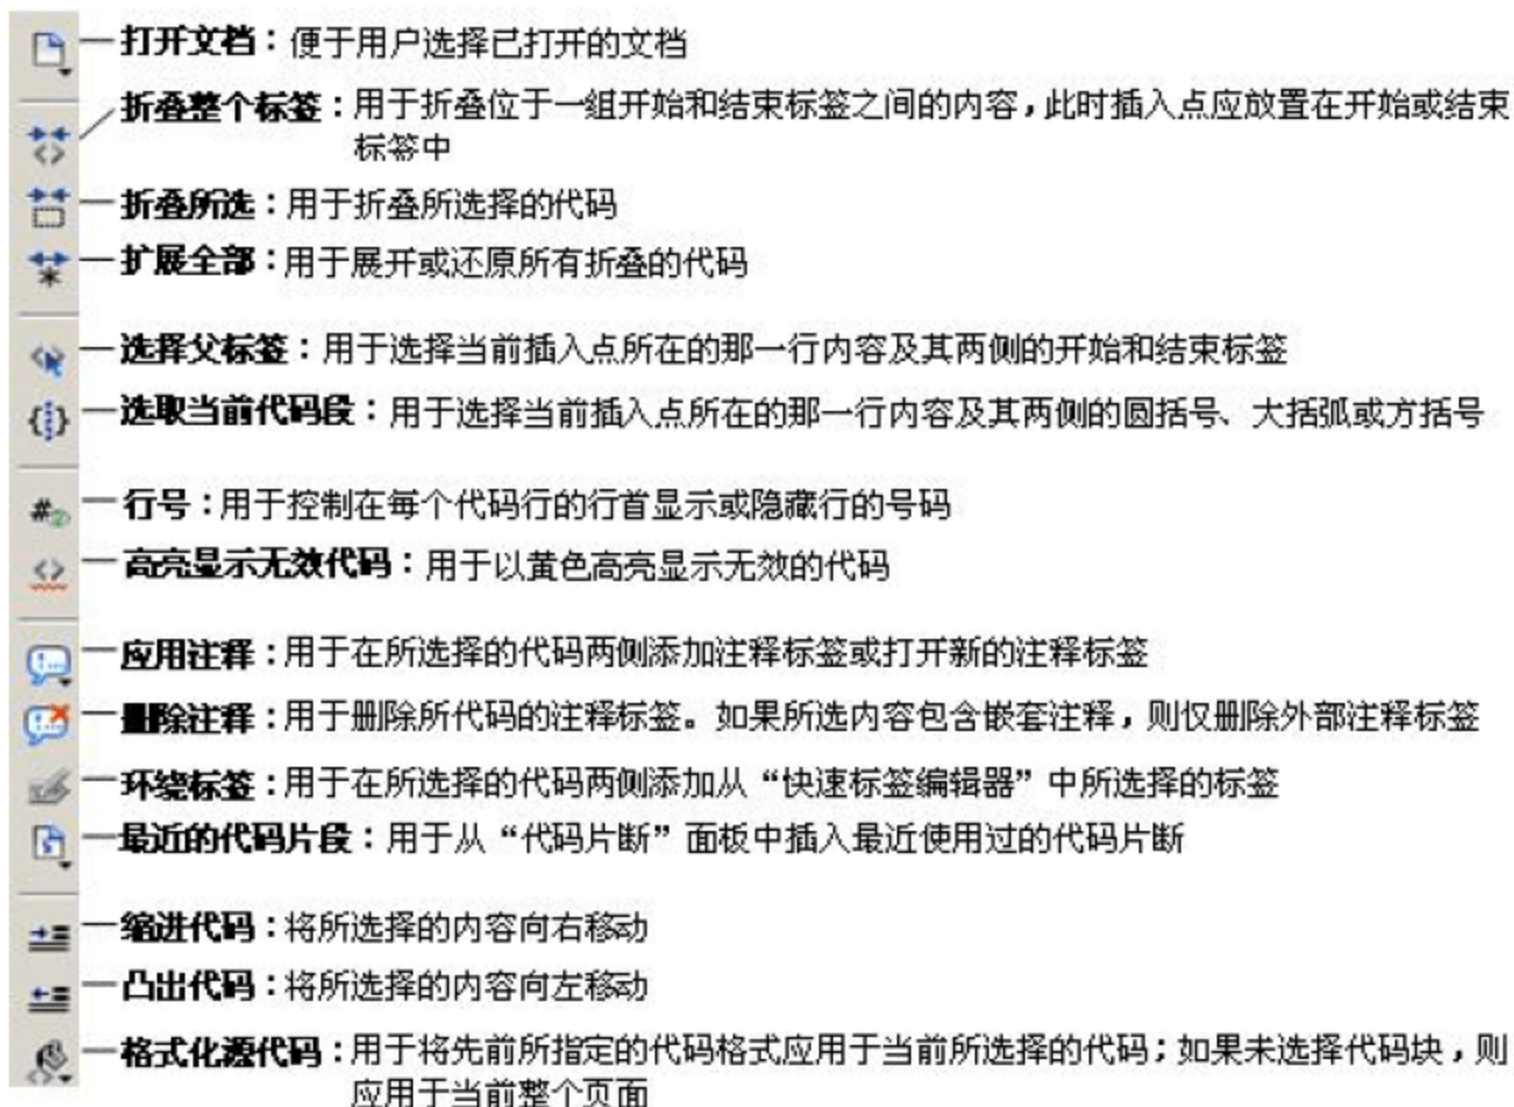 打开文档：便于用户选择已打开的文档
折叠整个标签：用于折叠位于一组开始和结束标签之间的内容，此时插入点应放置在开始或结束
标签中
折叠所选：用于折叠所选择的代码
扩展全部：用于展开或还原所有折叠的代码
选择父标签：用于选择当前插入点所在的那一行内容及其两侧的开始和结束标签
选取当前代码段：用于选择当前插入点所在的那一行内容及其两侧的圆括号、大括弧或方括号
行号：用于控制在每个代码行的行首显示或隐藏行的号码
高亮显示无效代码：用于以黄色高亮显示无效的代码
应用注释：用于在所选择的代码两侧添加注释标签或打开新的注释标签
删除注释：用于删除所代码的注释标签。如果所选内容包含嵌套注释，则仅删除外部注释标签
环绕标签：用于在所选择的代码两侧添加从“快速标签编辑器”中所选择的标签
最近的代码片段：用于从“代码片断”面板中插入最近使用过的代码片断
缩进代码：将所选择的内容向右移动
凸出代码：将所选择的内容向左移动
格式化源代码：用于将先前所指定的代码格式应用于当前所选择的代码；如果未选择代码块，则
应用于当前整个页面